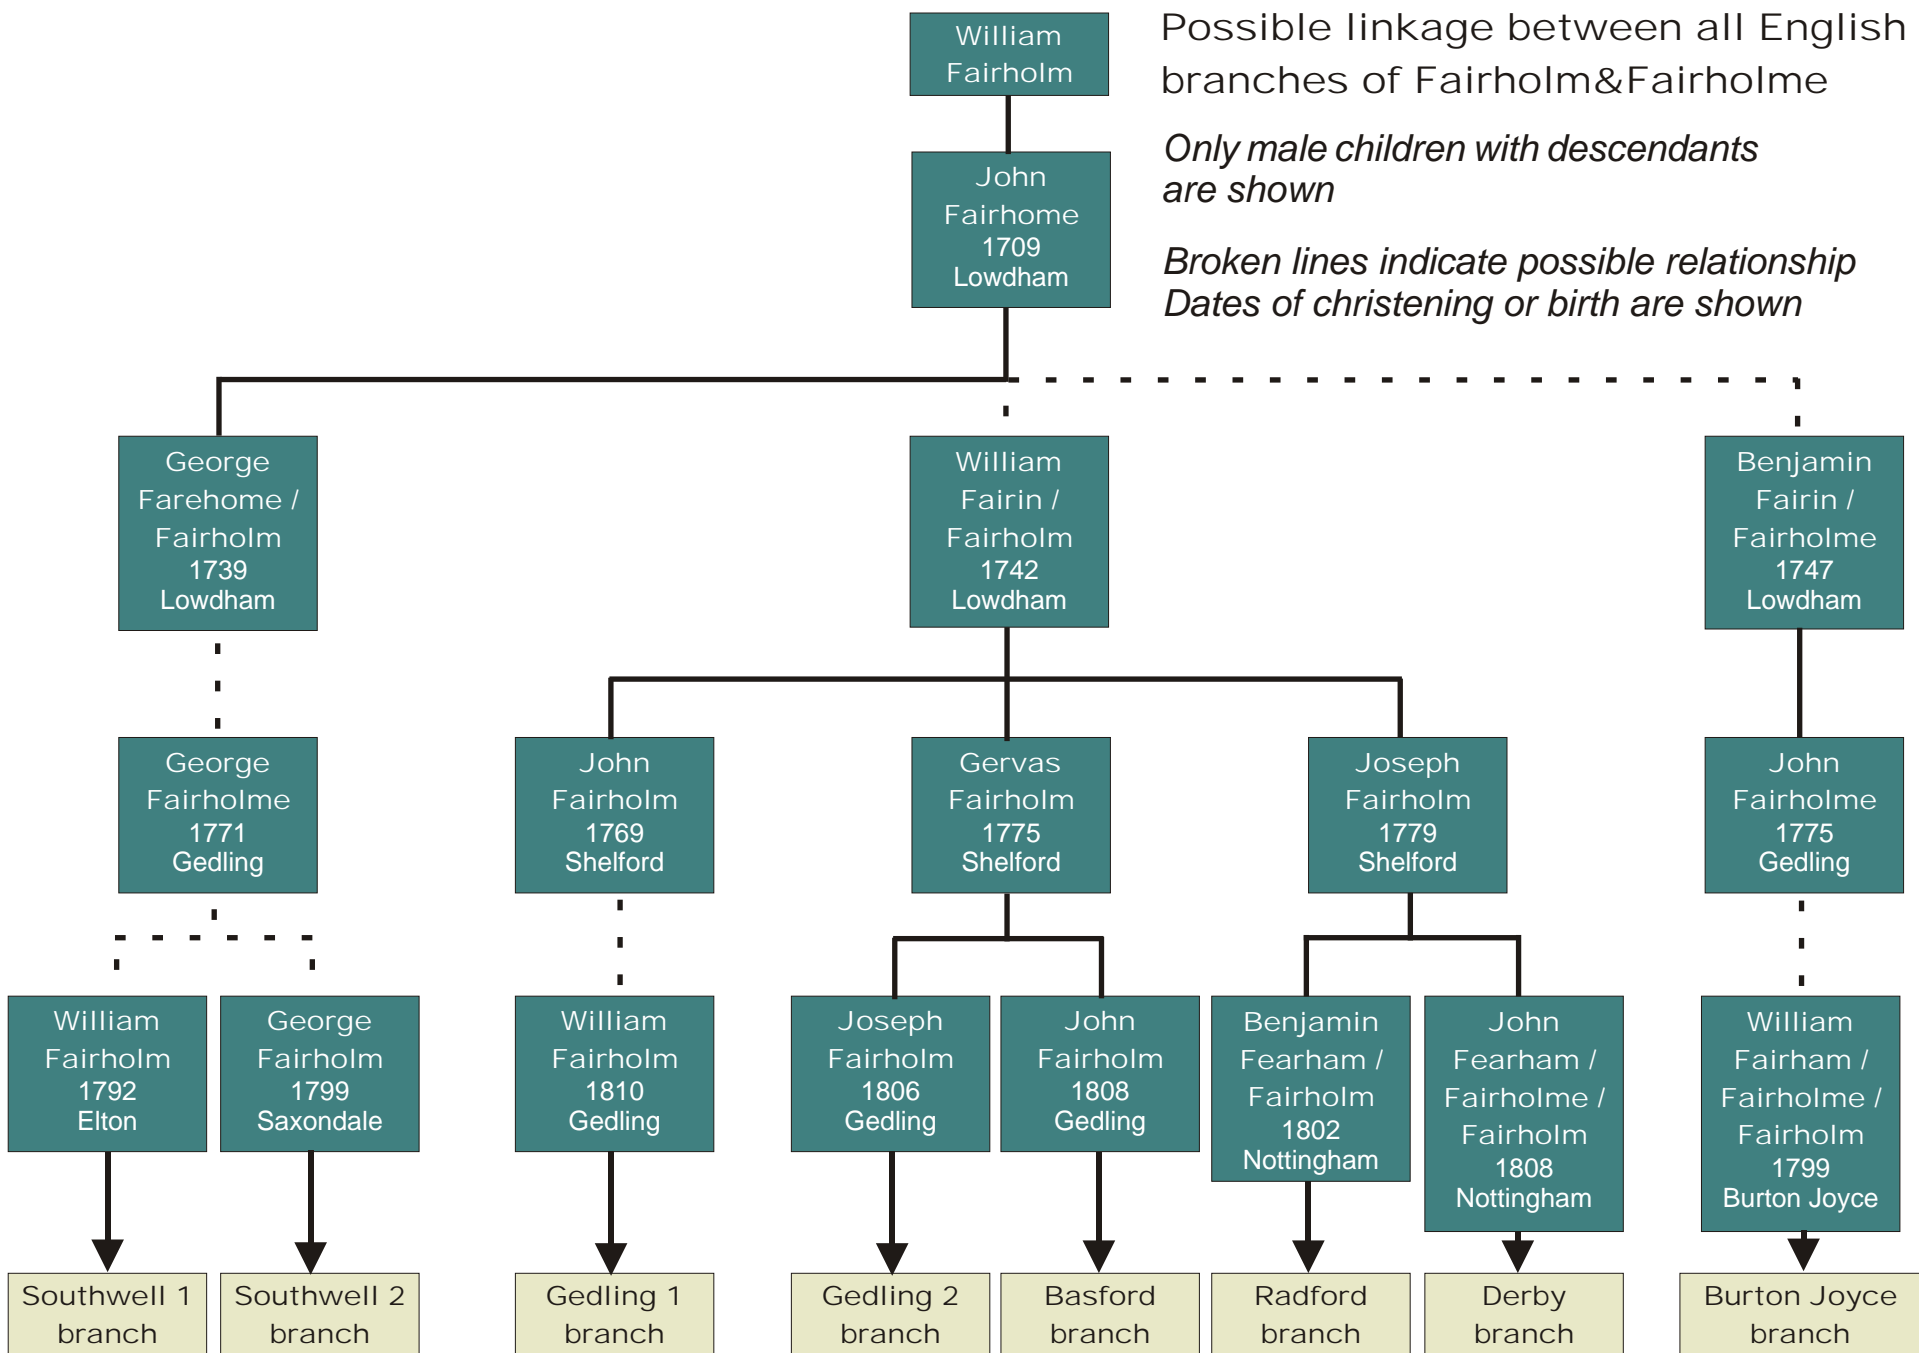 William
Fairholm
Possible linkage between all English
branches of Fairholm&Fairholme
Only male children with descendants
are shown
Broken lines indicate possible relationship
Dates of christening or birth are shown
John
Fairhome
1709
Lowdham
George
Farehome /
Fairholm
1739
Lowdham
William
Fairin /
Fairholm
1742
Lowdham
Benjamin
Fairin /
Fairholme
1747
Lowdham
George
Fairholme
1771
Gedling
John
Fairholm
1769
Shelford
Gervas
Fairholm
1775
Shelford
Joseph
Fairholm
1779
Shelford
John
Fairholme
1775
Gedling
William
Fairholm
1792
Elton
George
Fairholm
1799
Saxondale
William
Fairholm
1810
Gedling
Joseph
Fairholm
1806
Gedling
John
Fairholm
1808
Gedling
Benjamin
Fearham /
Fairholm
1802
Nottingham
John
Fearham /
Fairholme /
Fairholm
1808
Nottingham
William
Fairham /
Fairholme /
Fairholm
1799
Burton Joyce
Southwell 1
branch
Southwell 2
branch
Gedling 1
branch
Gedling 2
branch
Basford
branch
Radford
branch
Derby
branch
Burton Joyce
branch